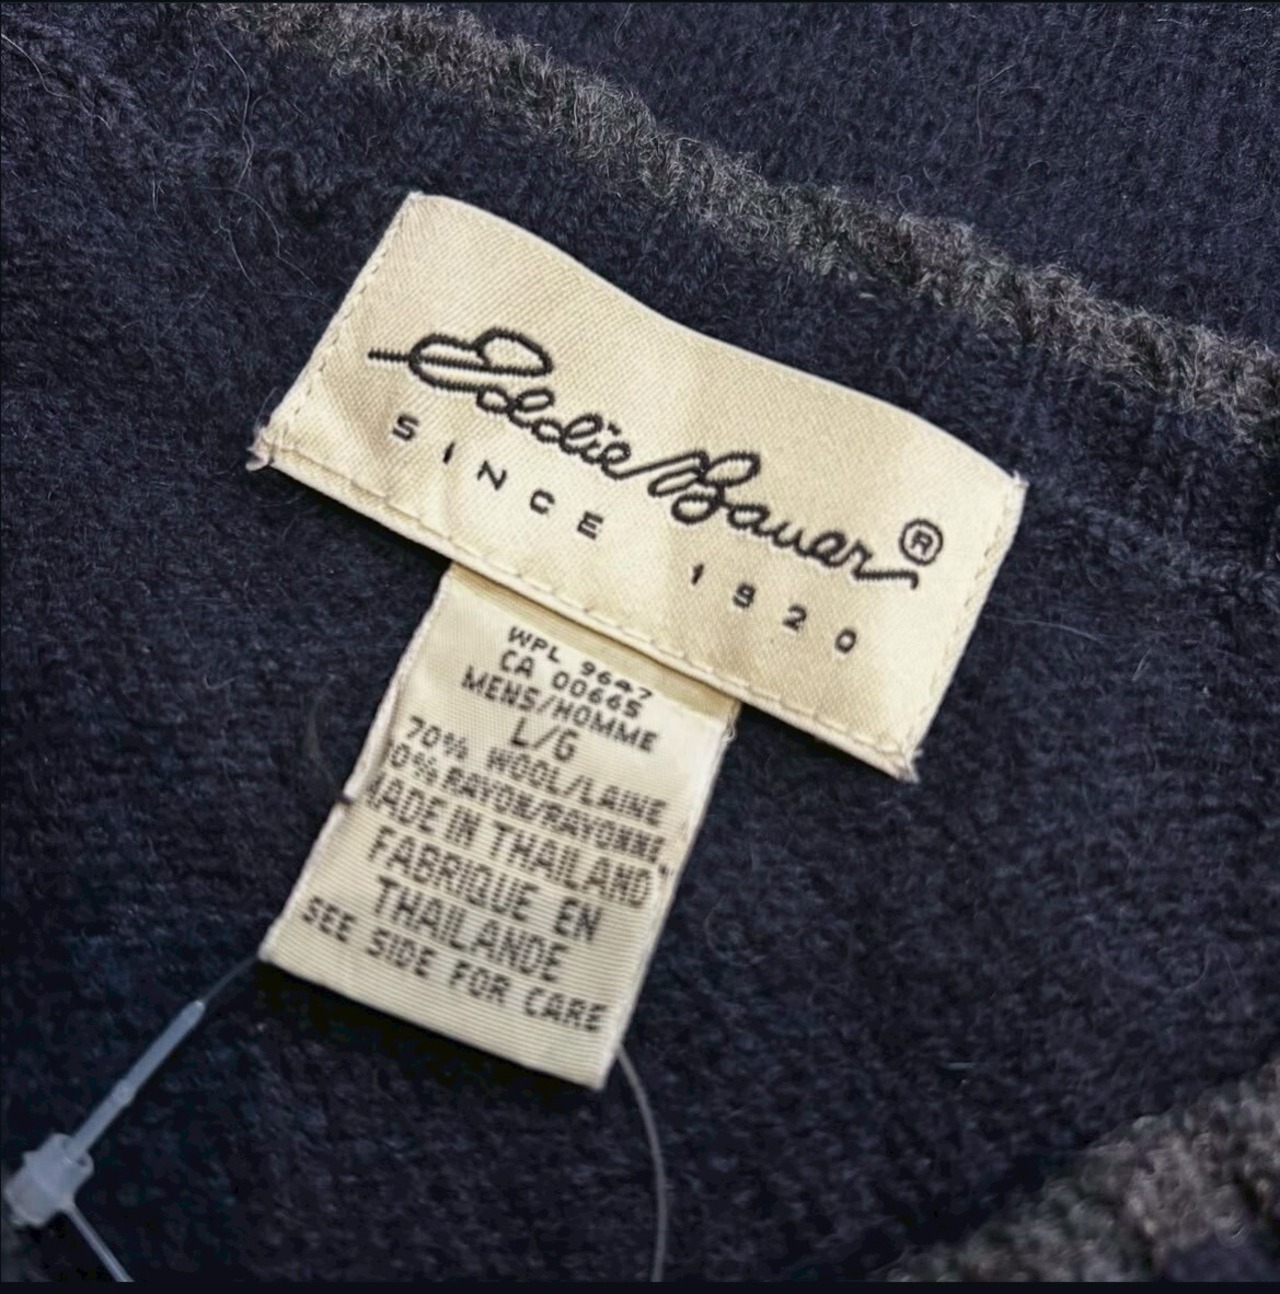 Eddie Bauer®
SINCE 1920
WPL 9647
CA 00665
MENS/HOMME
L/G
70% WOOL/LAINE
0% RAYON/RAYONNE
MADE IN THAILAND
FABRIQUE EN
THAILANDE
SEE SIDE FOR CARE